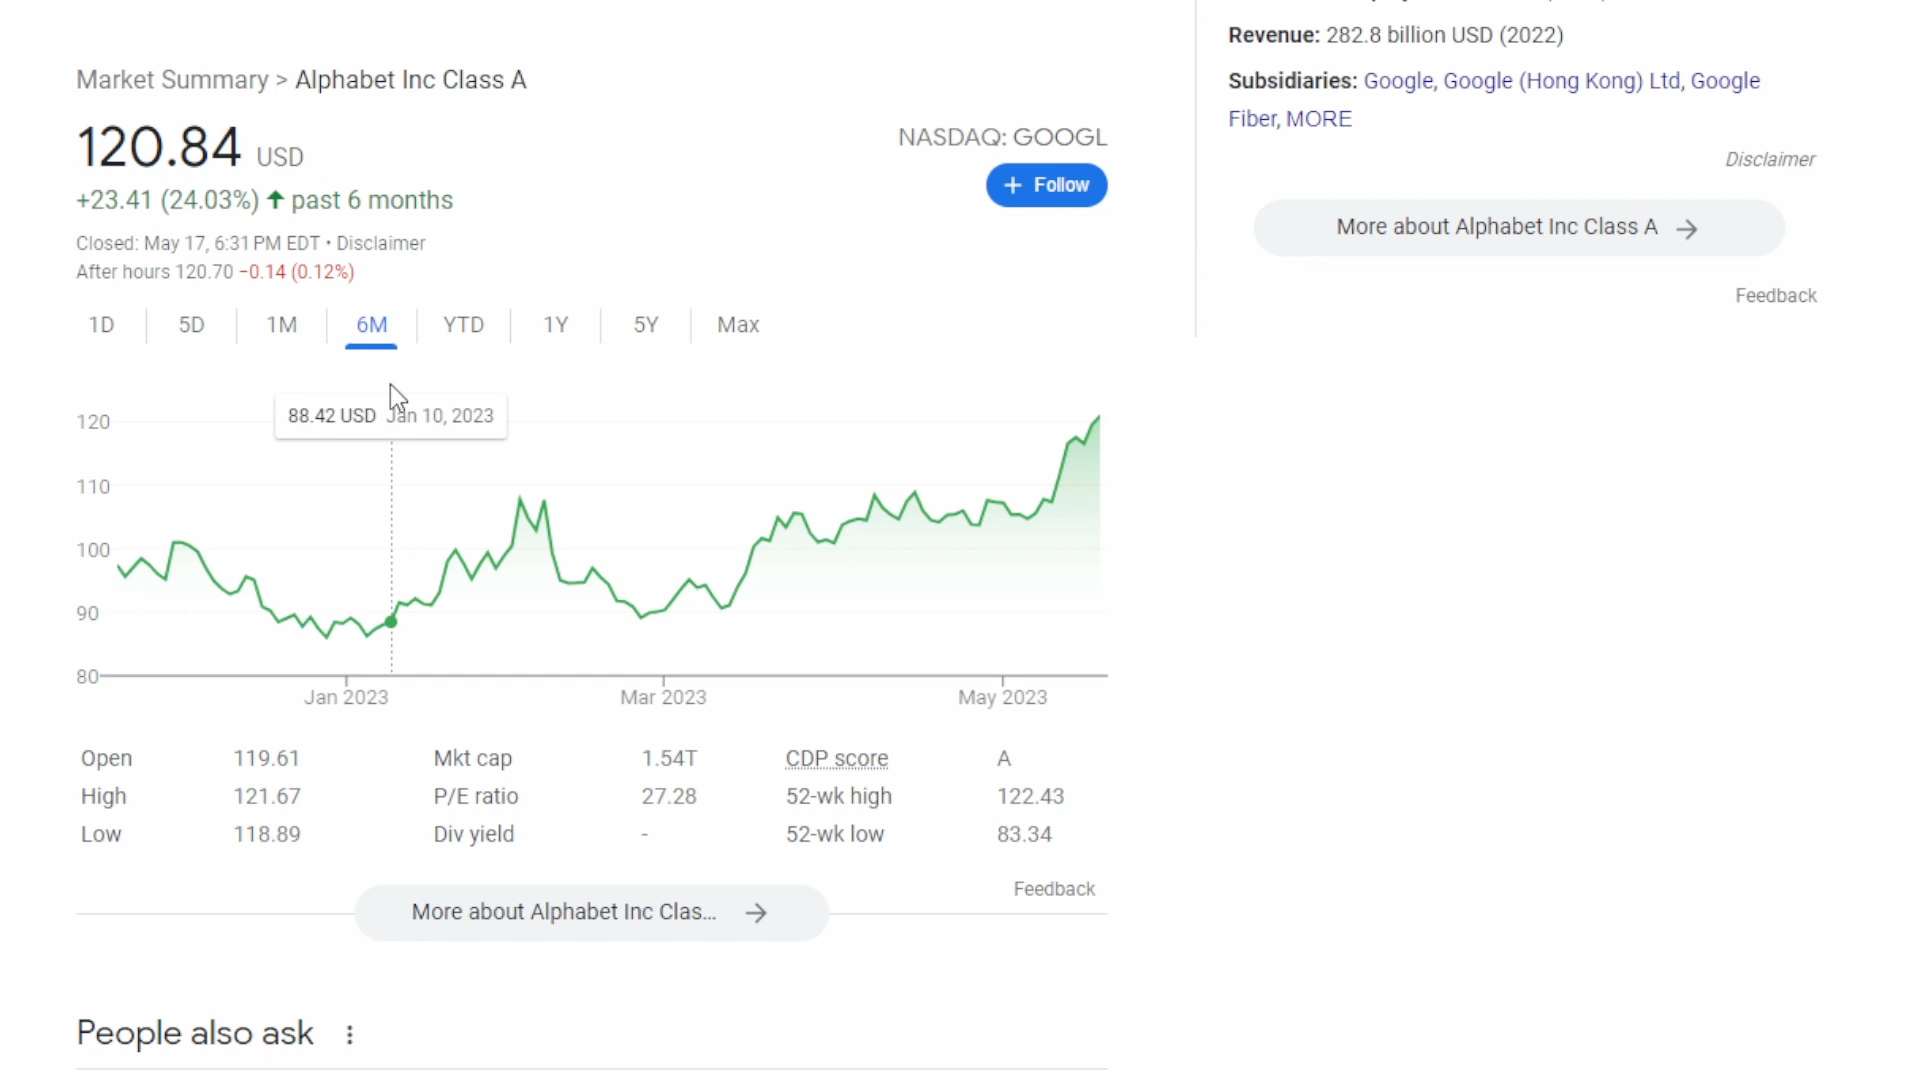 Market Summary > Alphabet Inc Class A
120.84 USD
NASDAQ: GOOGL
+ Follow
+23.41 (24.03%) ↑ past 6 months
Closed: May 17, 6:31 PM EDT • Disclaimer
After hours 120.70 −0.14 (0.12%)
1D 5D 1M 6M YTD 1Y 5Y Max
88.42 USD Jan 10, 2023
120
110
100
90
80
Jan 2023 Mar 2023 May 2023
Open 119.61 Mkt cap 1.54T CDP score A
High 121.67 P/E ratio 27.28 52-wk high 122.43
Low 118.89 Div yield - 52-wk low 83.34
Feedback
More about Alphabet Inc Clas... →
People also ask
Revenue: 282.8 billion USD (2022)
Subsidiaries: Google, Google (Hong Kong) Ltd, Google
Fiber, MORE
Disclaimer
More about Alphabet Inc Class A →
Feedback